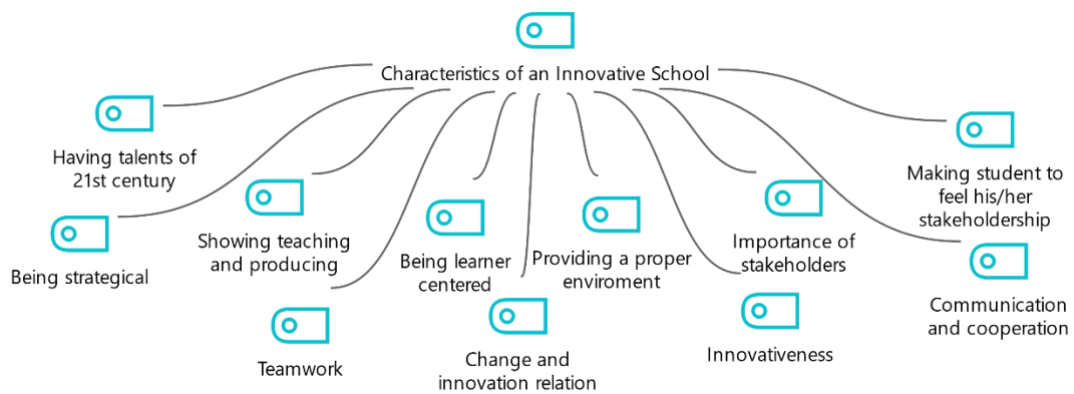 Characteristics of an Innovative School
Having talents of
21st century
Being strategical
Showing teaching
and producing
Teamwork
Being learner
centered
Change and
innovation relation
Providing a proper
enviroment
Innovativeness
Importance of
stakeholders
Making student to
feel his/her
stakeholdership
Communication
and cooperation